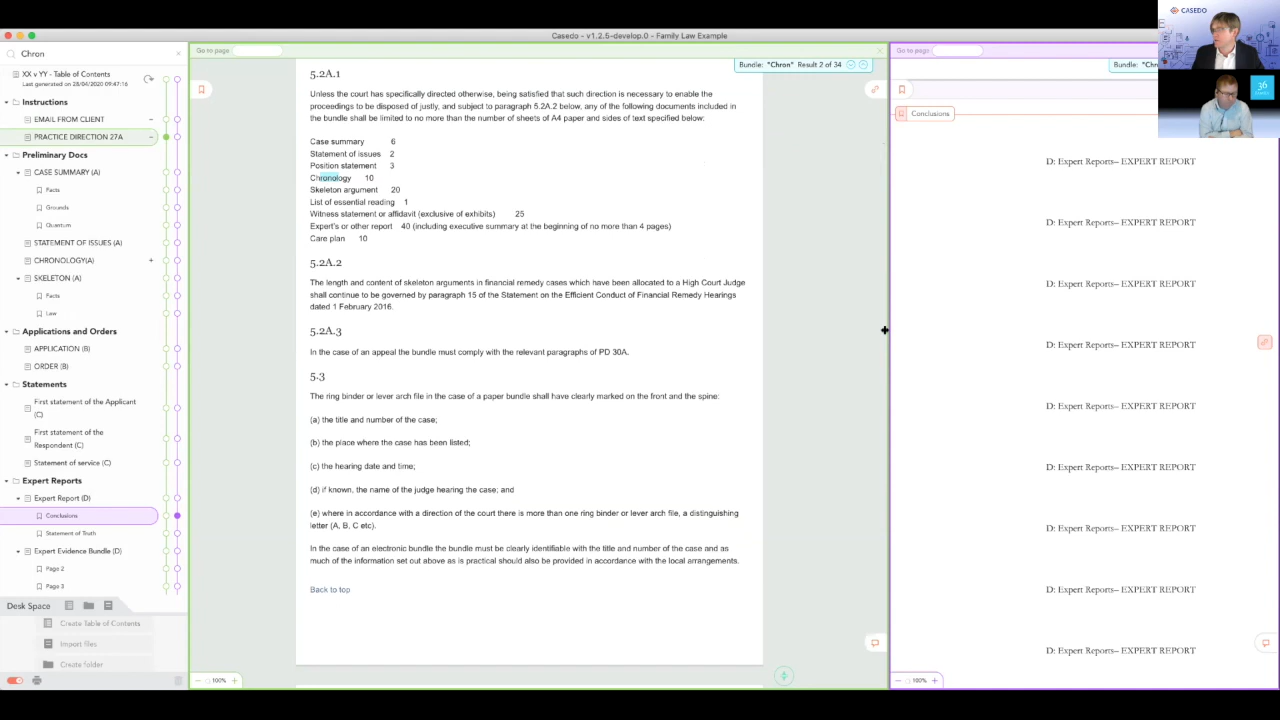 Casedo - v1.2.5-develop.0 - Family Law Example
CASEDO
36
Chron
XX v YY - Table of Contents
Last generated on 28/04/2020 09:47:16
Instructions
EMAIL FROM CLIENT
PRACTICE DIRECTION 27A
Preliminary Docs
CASE SUMMARY (A)
Facts
Grounds
Quantum
STATEMENT OF ISSUES (A)
CHRONOLOGY(A)
SKELETON (A)
Facts
Law
Applications and Orders
APPLICATION (B)
ORDER (B)
Statements
First statement of the Applicant
(C)
First statement of the
Respondent (C)
Statement of service (C)
Expert Reports
Expert Report (D)
Conclusions
Statement of Truth
Expert Evidence Bundle (D)
Page 2
Page 3
Desk Space
Create Table of Contents
Import files
Create folder
Go to page
Bundle: "Chron" Result 2 of 34
5.2A.1
Unless the court has specifically directed otherwise, being satisfied that such direction is necessary to enable the
proceedings to be disposed of justly, and subject to paragraph 5.2A.2 below, any of the following documents included in
the bundle shall be limited to no more than the number of sheets of A4 paper and sides of text specified below:
Case summary 6
Statement of issues 2
Position statement 3
Chronology 10
Skeleton argument 20
List of essential reading 1
Witness statement or affidavit (exclusive of exhibits) 25
Expert's or other report 40 (including executive summary at the beginning of no more than 4 pages)
Care plan 10
5.2A.2
The length and content of skeleton arguments in financial remedy cases which have been allocated to a High Court Judge
shall continue to be governed by paragraph 15 of the Statement on the Efficient Conduct of Financial Remedy Hearings
dated 1 February 2016.
5.2A.3
In the case of an appeal the bundle must comply with the relevant paragraphs of PD 30A.
5.3
The ring binder or lever arch file in the case of a paper bundle shall have clearly marked on the front and the spine:
(a) the title and number of the case;
(b) the place where the case has been listed;
(c) the hearing date and time;
(d) if known, the name of the judge hearing the case; and
(e) where in accordance with a direction of the court there is more than one ring binder or lever arch file, a distinguishing
letter (A, B, C etc).
In the case of an electronic bundle the bundle must be clearly identifiable with the title and number of the case and as
much of the information set out above as is practical should also be provided in accordance with the local arrangements.
Back to top
100%
Go to page
Bundle: "Chr
Conclusions
D: Expert Reports– EXPERT REPORT
D: Expert Reports– EXPERT REPORT
D: Expert Reports– EXPERT REPORT
D: Expert Reports– EXPERT REPORT
D: Expert Reports– EXPERT REPORT
D: Expert Reports– EXPERT REPORT
D: Expert Reports– EXPERT REPORT
D: Expert Reports– EXPERT REPORT
D: Expert Reports– EXPERT REPORT
100%